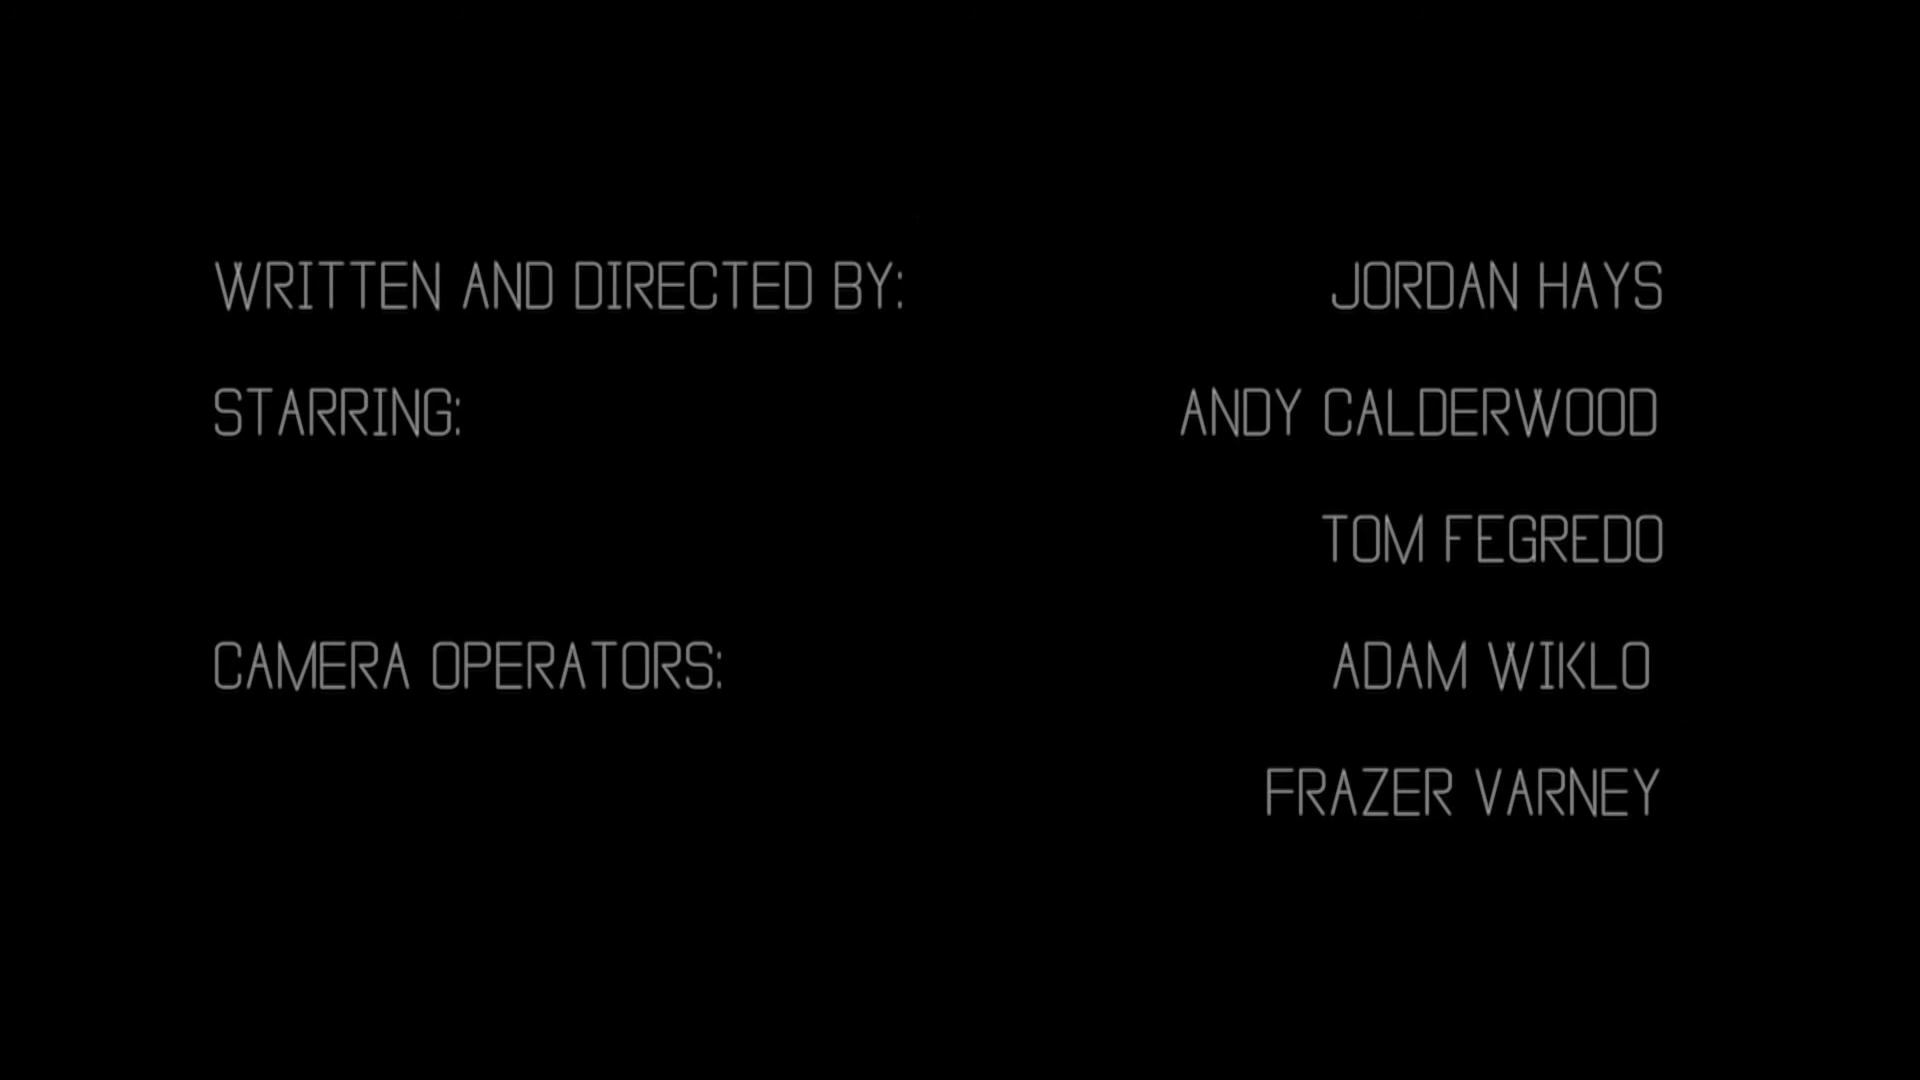 WRITTEN AND DIRECTED BY: JORDAN HAYS
STARRING: ANDY CALDERWOOD
TOM FEGREDO
CAMERA OPERATORS: ADAM WIKLO
FRAZER VARNEY